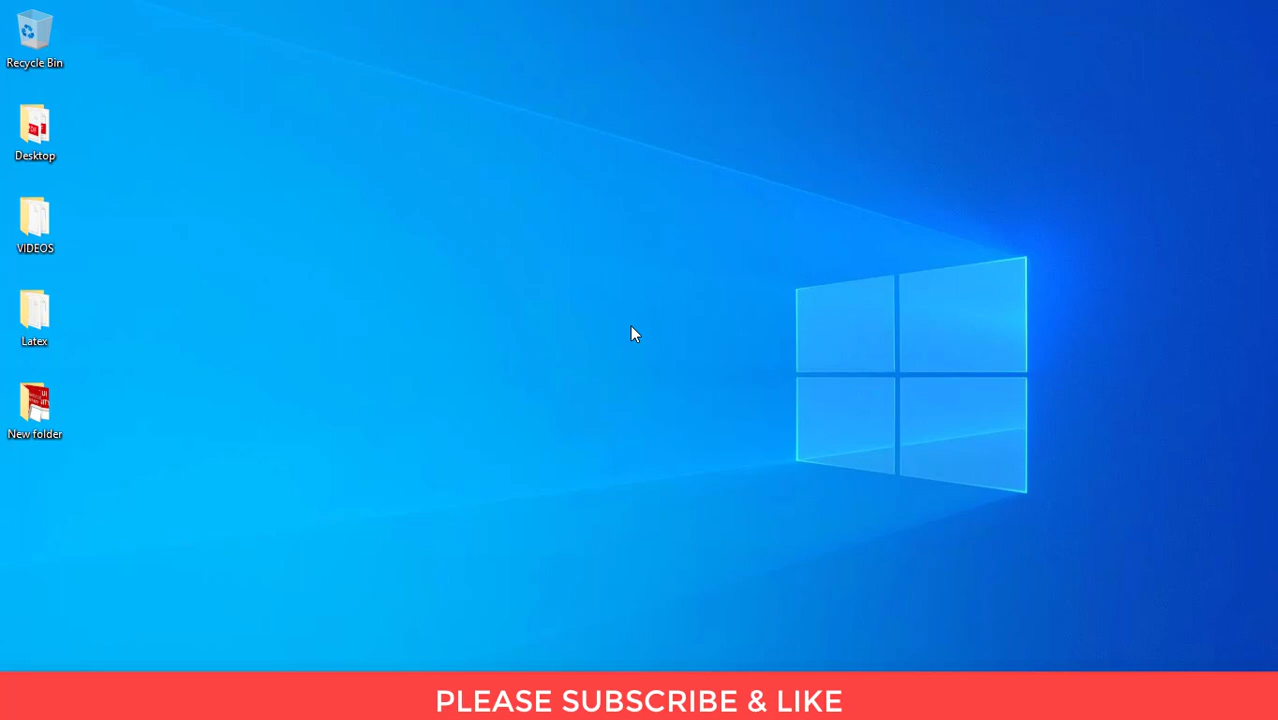 Recycle Bin
Desktop
VIDEOS
Latex
New folder
PLEASE SUBSCRIBE & LIKE